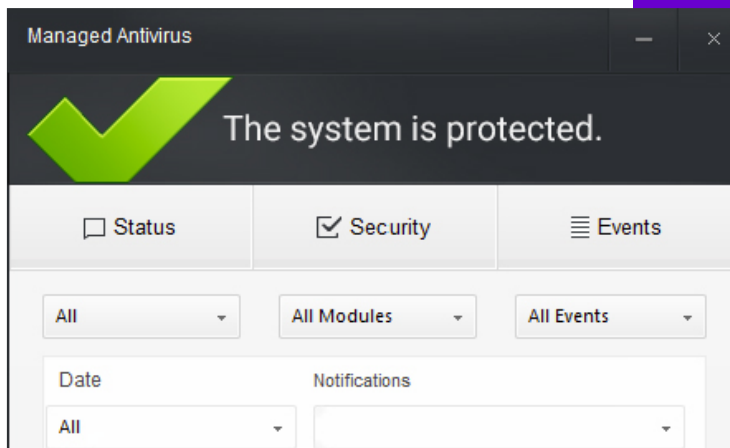 Managed Antivirus
The system is protected.
Status Security Events
All All Modules All Events
Date Notifications
All